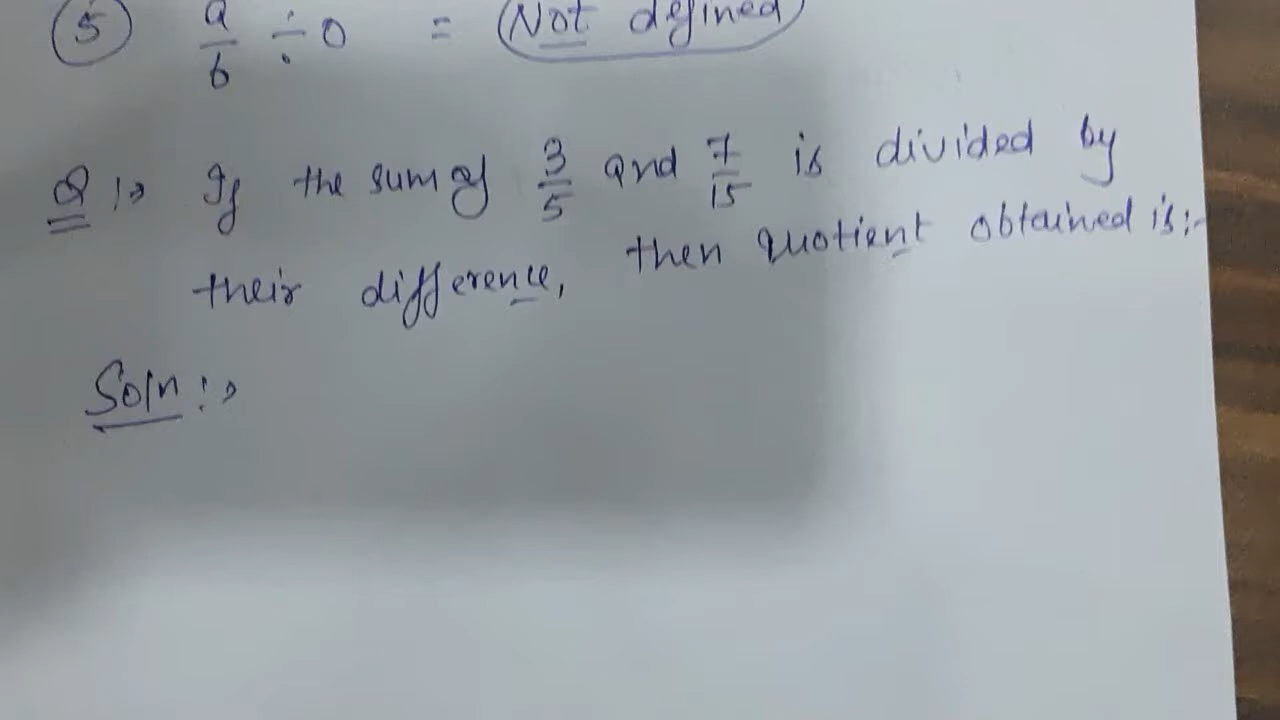 5 a/b ÷ 0 = Not defined
Q :→ If the sum of 3/5 and 7/15 is divided by
their difference, then quotient obtained is:-
Soln :→